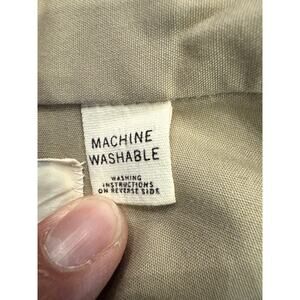 MACHINE
WASHABLE
WASHING
INSTRUCTIONS
ON REVERSE SIDE